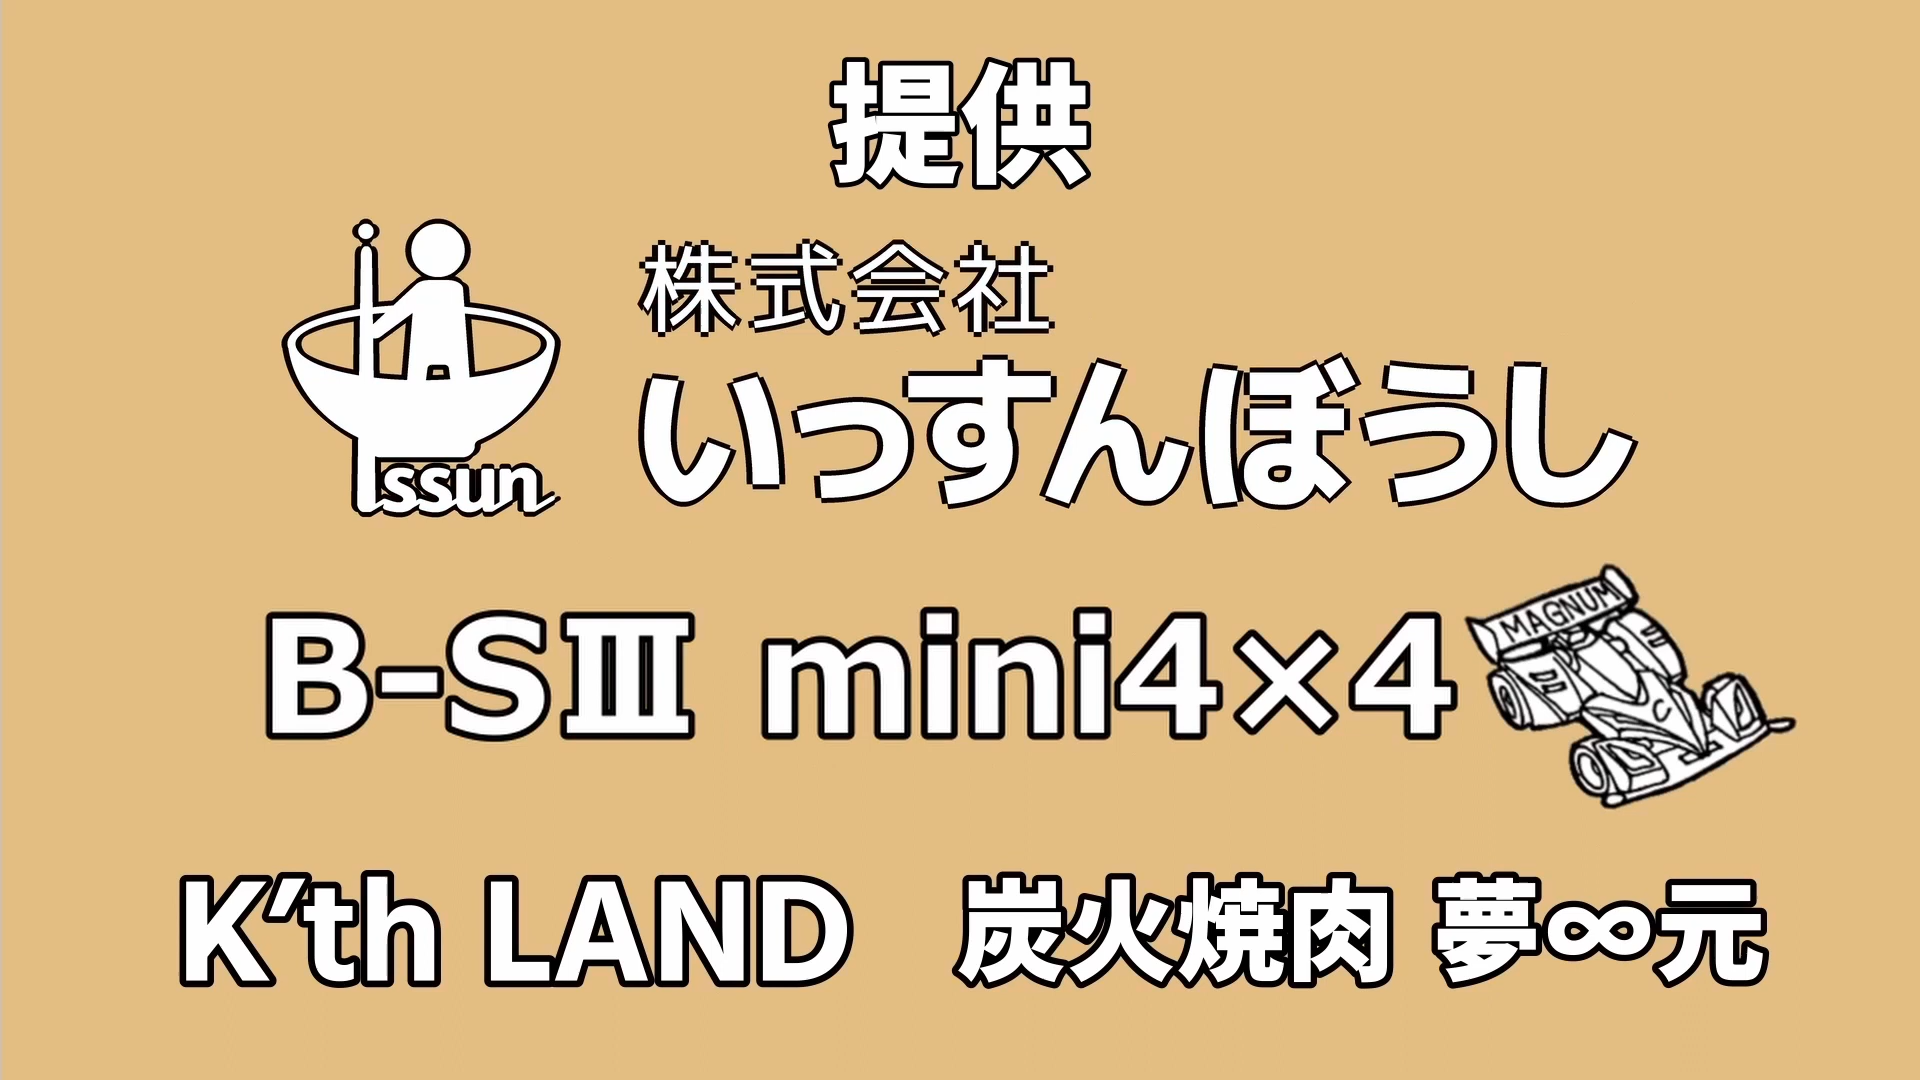 提供
株式会社
いっすんぼうし
Issun
B-SⅢ mini4×4
MAGNUM
K'th LAND 炭火焼肉 夢∞元